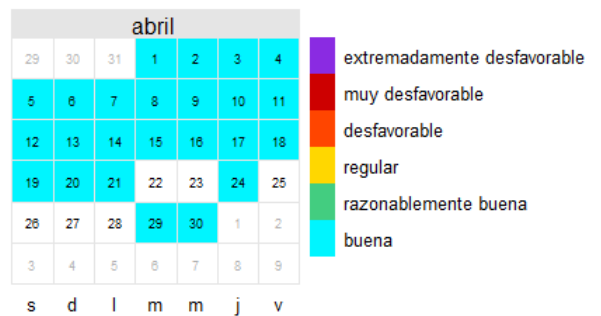 abril
29 30 31 1 2 3 4
5 6 7 8 9 10 11
12 13 14 15 16 17 18
19 20 21 22 23 24 25
26 27 28 29 30 1 2
3 4 5 6 7 8 9
s d l m m j v
extremadamente desfavorable
muy desfavorable
desfavorable
regular
razonablemente buena
buena